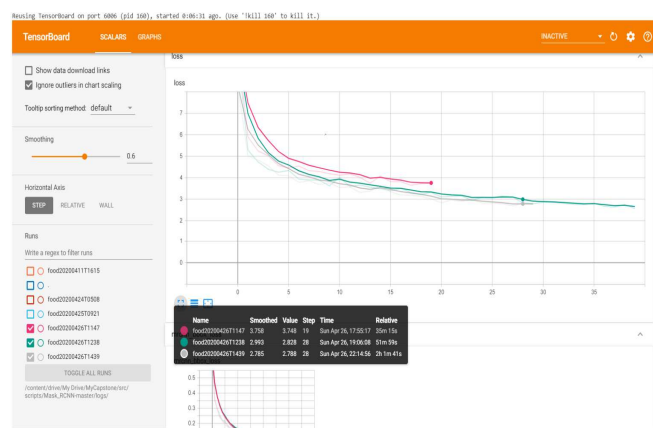 Reusing TensorBoard on port 6006 (pid 160), started 0:06:31 ago. (Use '!kill 160' to kill it.)
TensorBoard SCALARS GRAPHS INACTIVE
Show data download links
Ignore outliers in chart scaling
Tooltip sorting method: default
Smoothing
0.6
Horizontal Axis
STEP RELATIVE WALL
Runs
Write a regex to filter runs
food20200411T1615
.
food20200424T0508
food20200425T0921
food20200426T1147
food20200426T1238
food20200426T1439
TOGGLE ALL RUNS
/content/drive/My Drive/MyCapstone/src/
scripts/Mask_RCNN-master/logs/
loss
loss
7
6
5
4
3
2
1
0
0 5 10 15 20 25 30 35
Name Smoothed Value Step Time Relative
food20200426T1147 3.758 3.748 19 Sun Apr 26, 17:55:17 35m 15s
food20200426T1238 2.993 2.828 28 Sun Apr 26, 19:06:08 51m 59s
food20200426T1439 2.785 2.788 28 Sun Apr 26, 22:14:56 2h 1m 41s
0.5
0.4
0.3
0.2